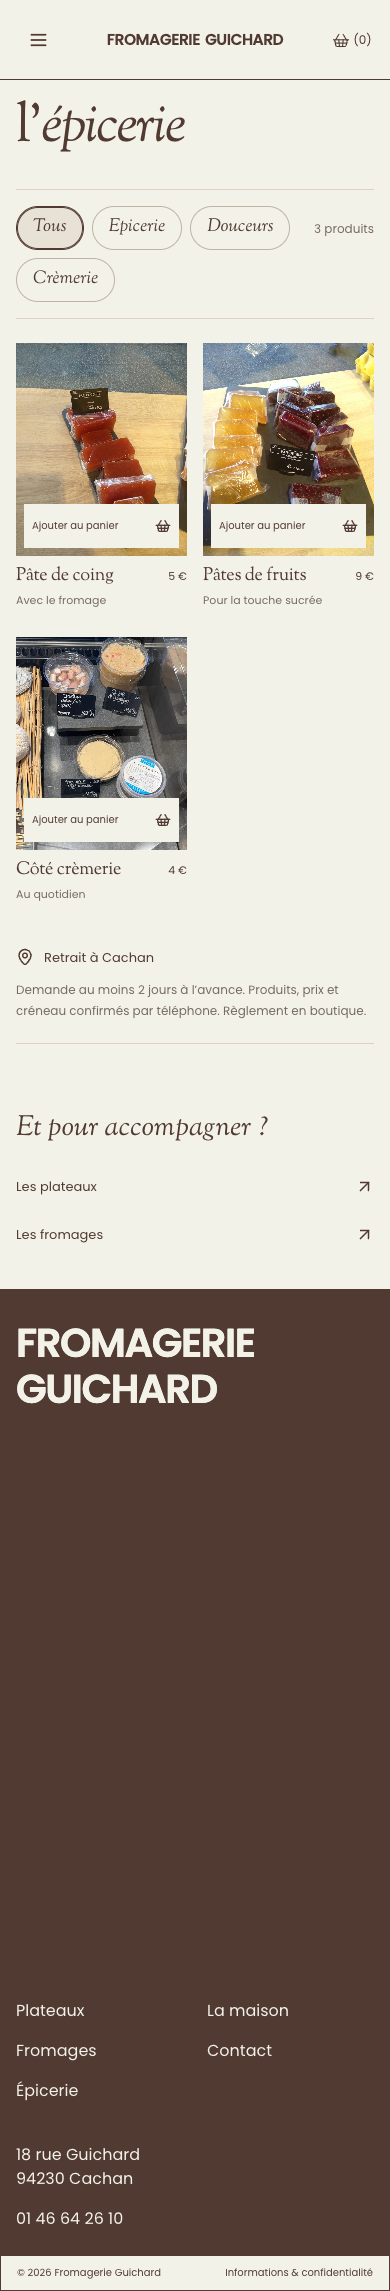 FROMAGERIE GUICHARD
(0)
l’épicerie
Tous
Epicerie
Douceurs
3 produits
Crèmerie
Ajouter au panier
Ajouter au panier
Pâte de coing
5 €
Avec le fromage
Pâtes de fruits
9 €
Pour la touche sucrée
Ajouter au panier
Côté crèmerie
4 €
Au quotidien
Retrait à Cachan
Demande au moins 2 jours à l’avance. Produits, prix et
créneau confirmés par téléphone. Règlement en boutique.
Et pour accompagner ?
Les plateaux
Les fromages
FROMAGERIE
GUICHARD
Plateaux
La maison
Fromages
Contact
Épicerie
18 rue Guichard
94230 Cachan
01 46 64 26 10
© 2026 Fromagerie Guichard
Informations & confidentialité